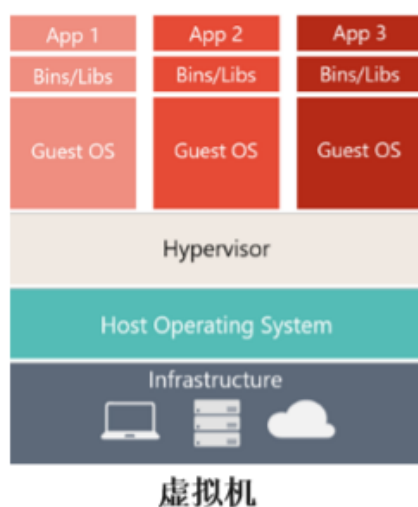 App 1 App 2 App 3
Bins/Libs Bins/Libs Bins/Libs
Guest OS Guest OS Guest OS
Hypervisor
Host Operating System
Infrastructure
虚拟机